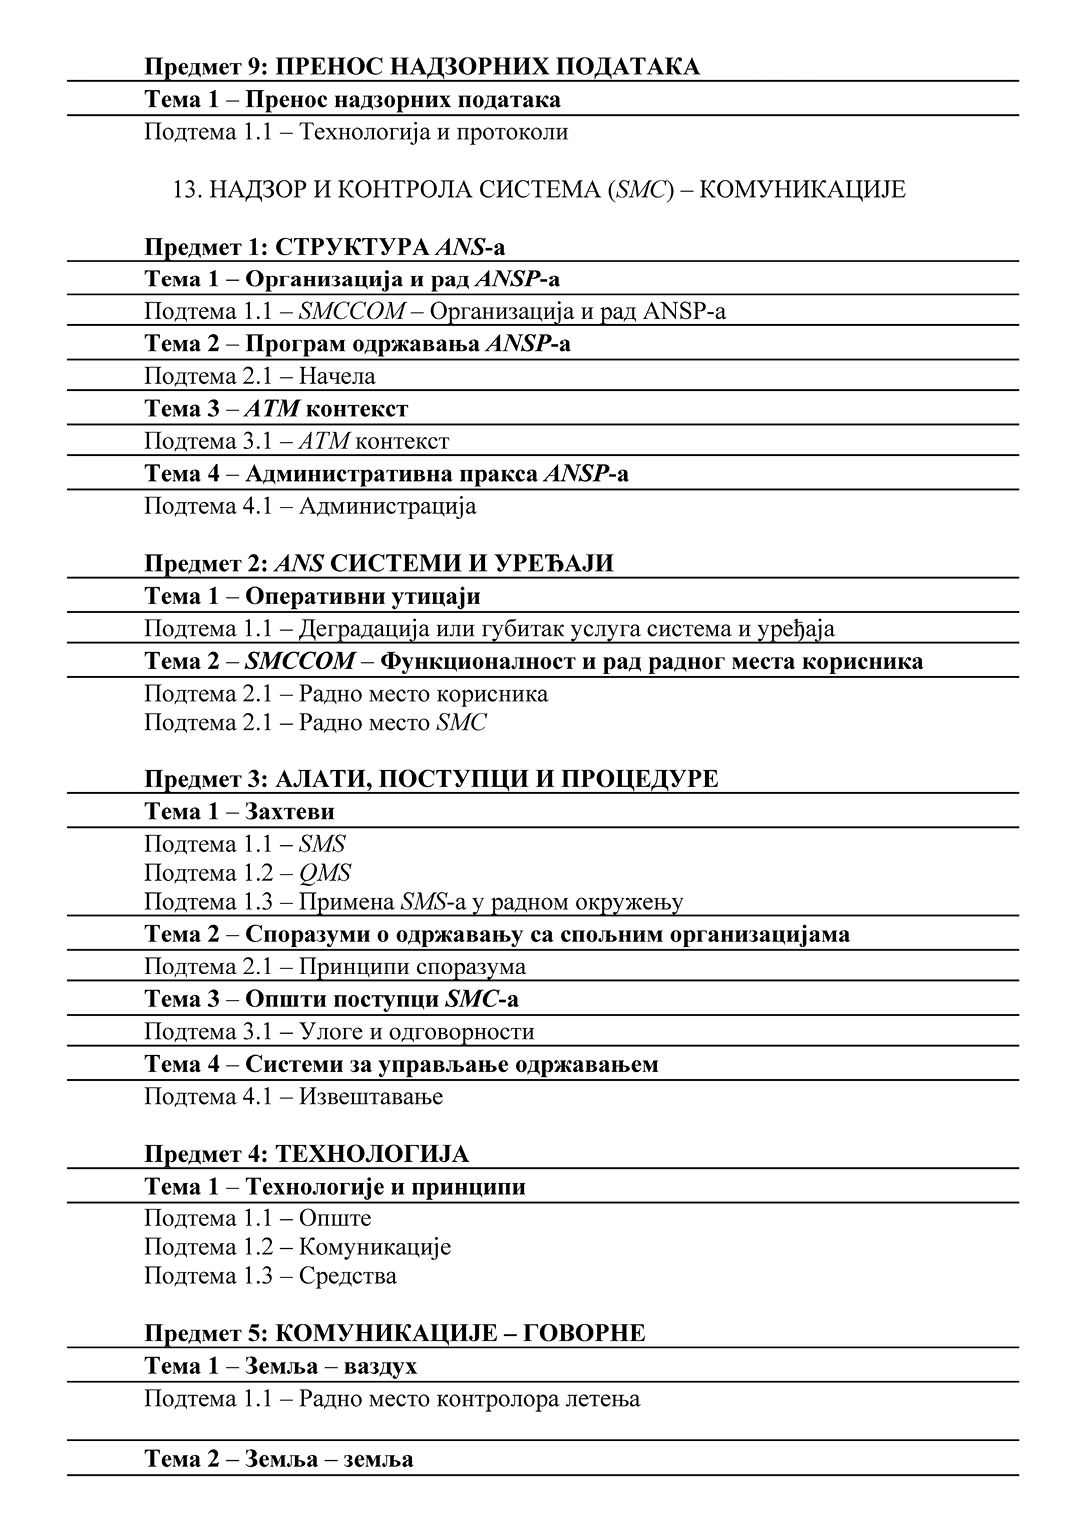 Предмет 9: ПРЕНОС НАДЗОРНИХ ПОДАТАКА
Тема 1 – Пренос надзорних података
Подтема 1.1 – Технологија и протоколи
13. НАДЗОР И КОНТРОЛА СИСТЕМА (SMC) – КОМУНИКАЦИЈЕ
Предмет 1: СТРУКТУРА ANS-а
Тема 1 – Организација и рад ANSP-а
Подтема 1.1 – SMCCOM – Организација и рад ANSP-а
Тема 2 – Програм одржавања ANSP-а
Подтема 2.1 – Начела
Тема 3 – ATM контекст
Подтема 3.1 – ATM контекст
Тема 4 – Административна пракса ANSP-а
Подтема 4.1 – Администрација
Предмет 2: ANS СИСТЕМИ И УРЕЂАЈИ
Тема 1 – Оперативни утицаји
Подтема 1.1 – Деградација или губитак услуга система и уређаја
Тема 2 – SMCCOM – Функционалност и рад радног места корисника
Подтема 2.1 – Радно место корисника
Подтема 2.1 – Радно место SMC
Предмет 3: АЛАТИ, ПОСТУПЦИ И ПРОЦЕДУРЕ
Тема 1 – Захтеви
Подтема 1.1 – SMS
Подтема 1.2 – QMS
Подтема 1.3 – Примена SMS-а у радном окружењу
Тема 2 – Споразуми о одржавању са спољним организацијама
Подтема 2.1 – Принципи споразума
Тема 3 – Општи поступци SMC-а
Подтема 3.1 – Улоге и одговорности
Тема 4 – Системи за управљање одржавањем
Подтема 4.1 – Извештавање
Предмет 4: ТЕХНОЛОГИЈА
Тема 1 – Технологије и принципи
Подтема 1.1 – Опште
Подтема 1.2 – Комуникације
Подтема 1.3 – Средства
Предмет 5: КОМУНИКАЦИЈЕ – ГОВОРНЕ
Тема 1 – Земља – ваздух
Подтема 1.1 – Радно место контролора летења
Тема 2 – Земља – земља